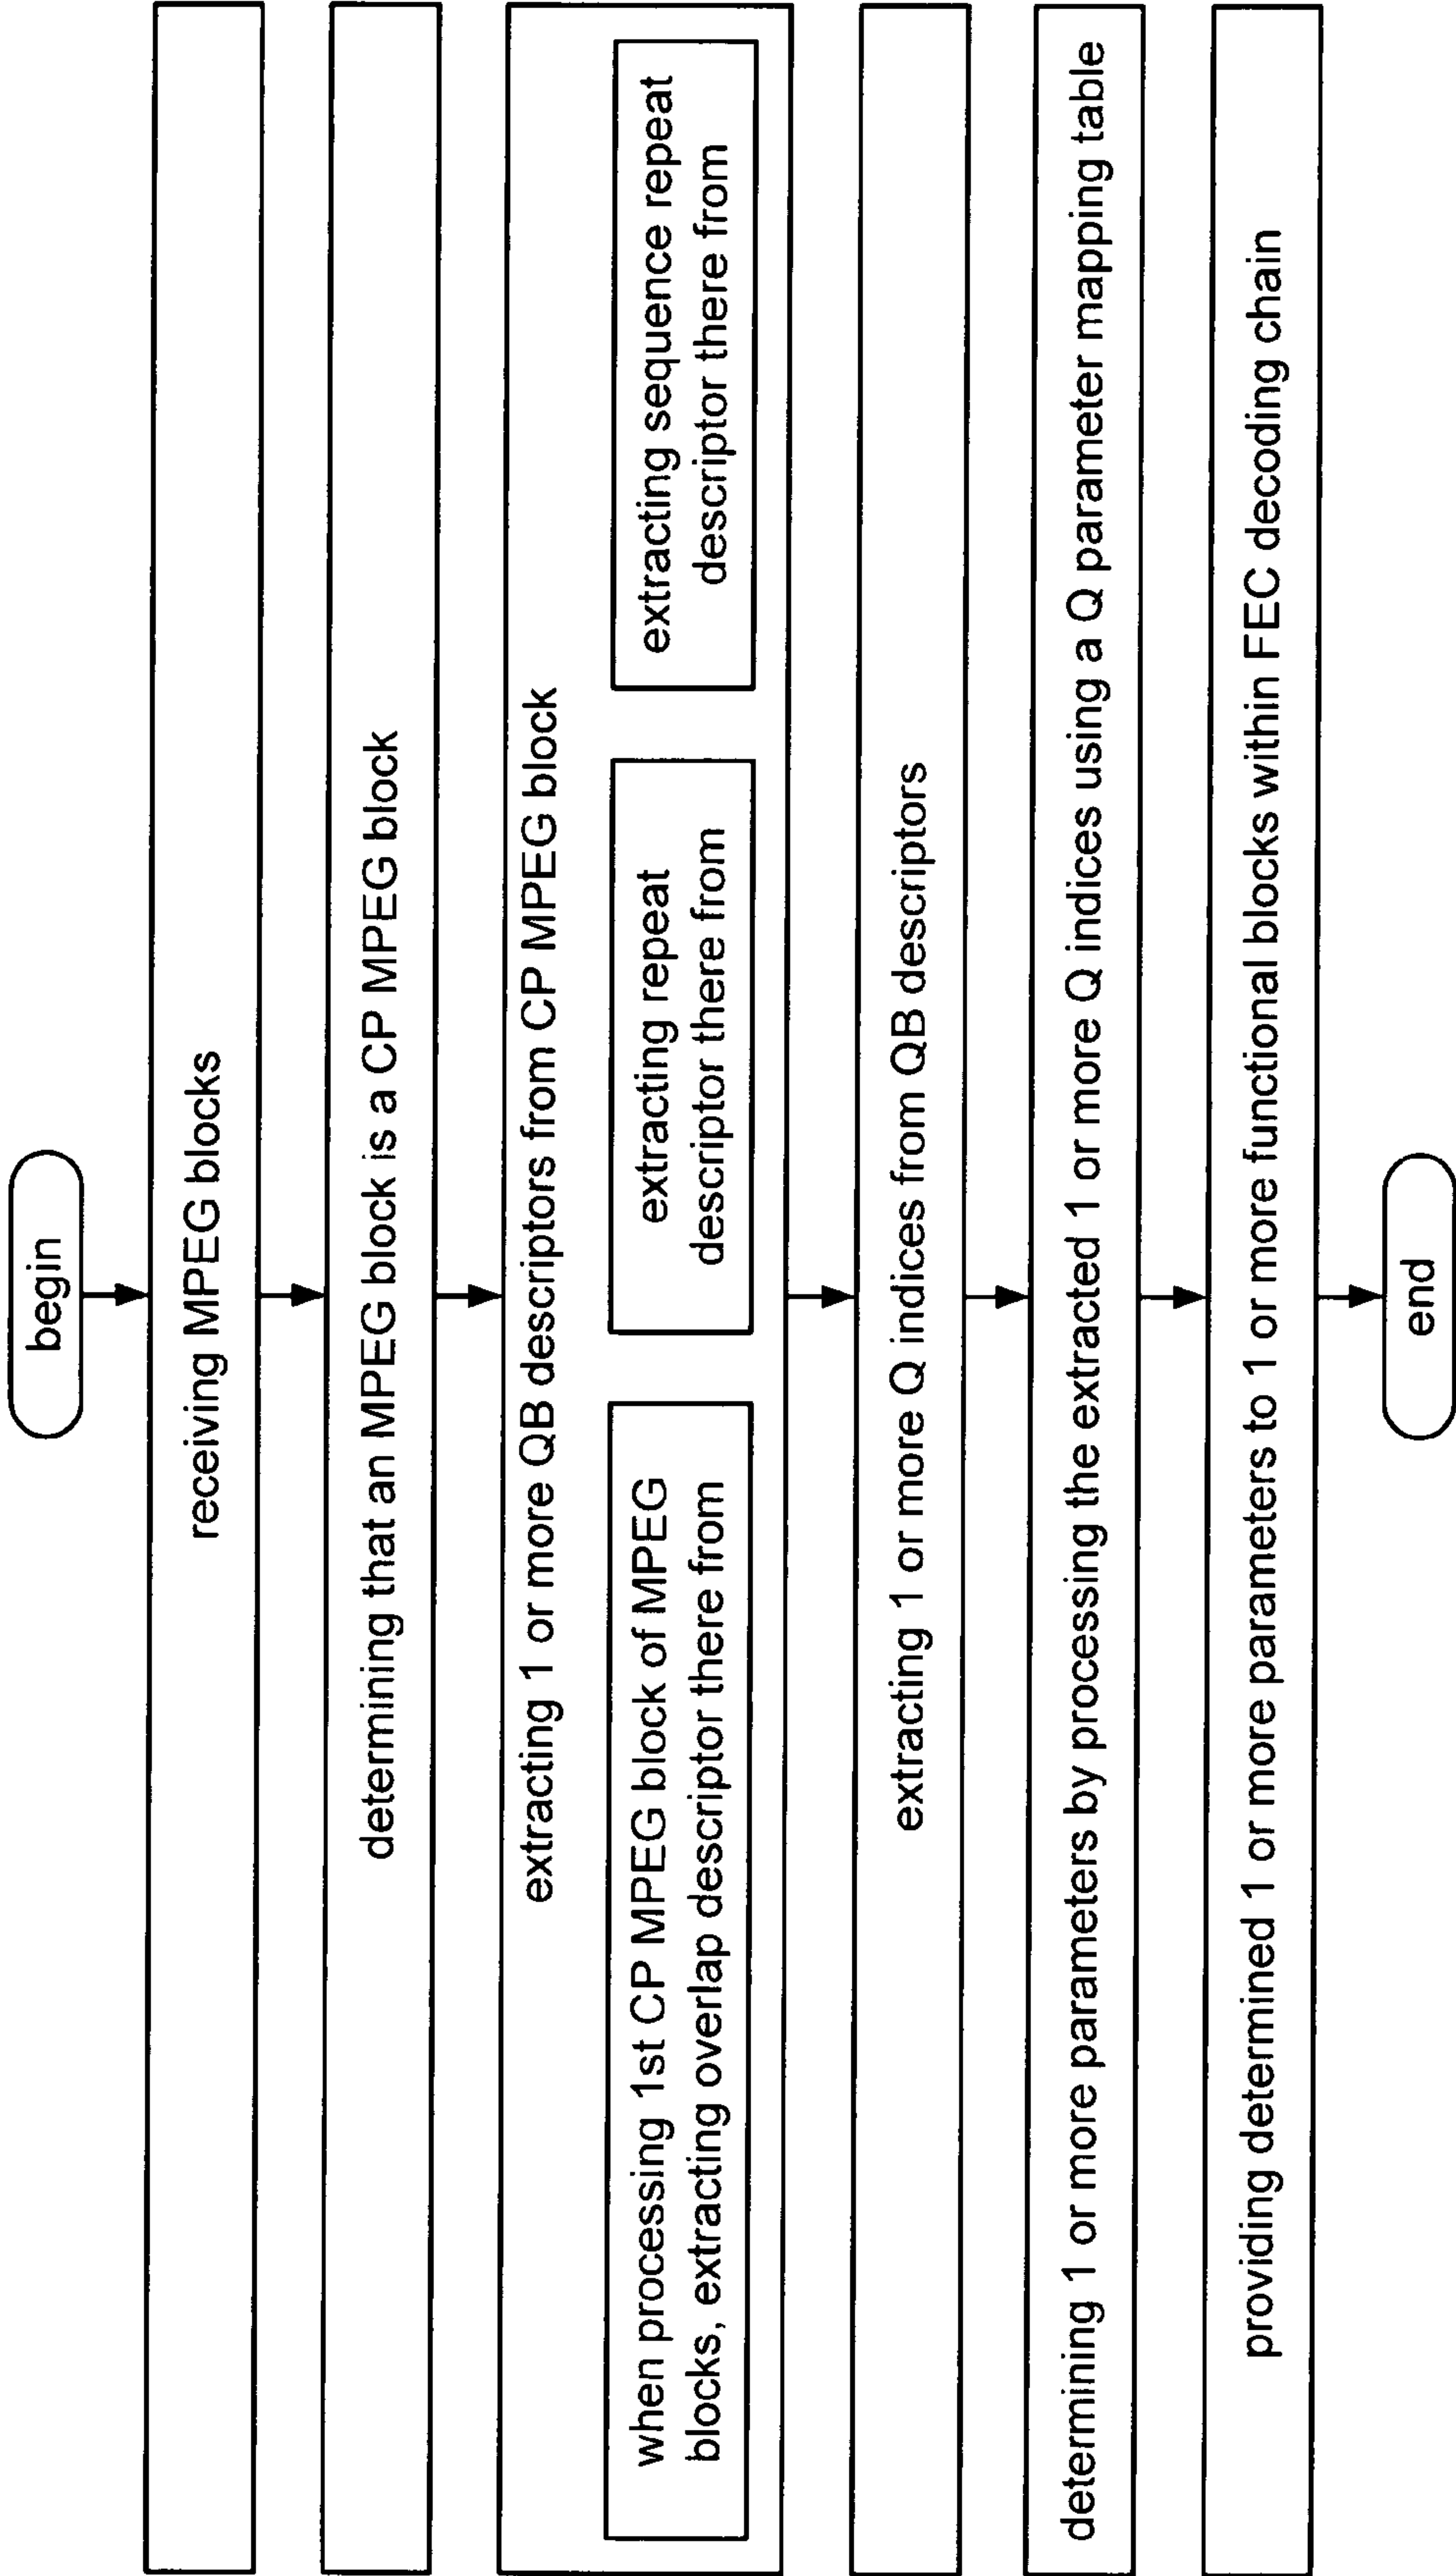 begin
receiving MPEG blocks
determining that an MPEG block is a CP MPEG block
extracting 1 or more QB descriptors from CP MPEG block
when processing 1st CP MPEG block of MPEG
blocks, extracting overlap descriptor there from
extracting repeat
descriptor there from
extracting sequence repeat
descriptor there from
extracting 1 or more Q indices from QB descriptors
determining 1 or more parameters by processing the extracted 1 or more Q indices using a Q parameter mapping table
providing determined 1 or more parameters to 1 or more functional blocks within FEC decoding chain
end